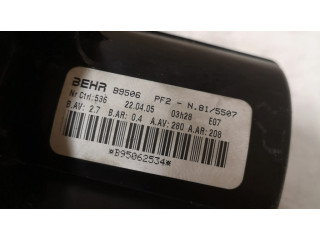 BEHR B9506 PF2 - N.81/5507
Nr Ctrl:536 22.04.05 03h28 E07
B.AV: 2.7 B.AR: 0.4 A.AV: 280 A.AR: 208
*B95062534*